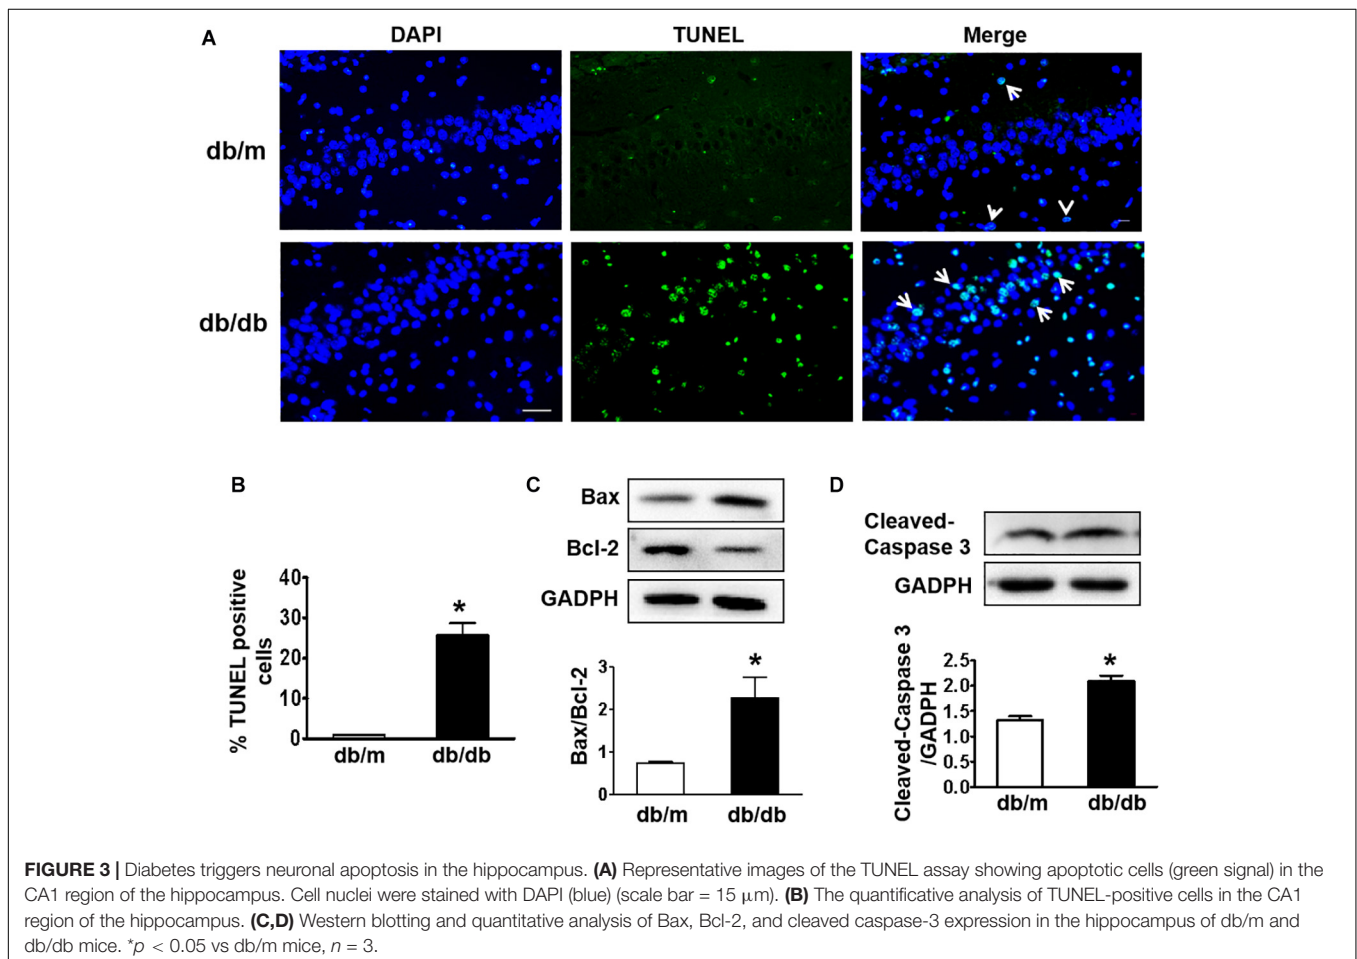 A
DAPI
TUNEL
Merge
db/m
db/db
B
% TUNEL positive
cells
40
30
20
10
0
*
db/m
db/db
C
Bax
Bcl-2
GADPH
Bax/Bcl-2
3
2
1
0
*
db/m
db/db
D
Cleaved-
Caspase 3
GADPH
Cleaved-Caspase 3
/GADPH
2.5
2.0
1.5
1.0
0.5
0.0
*
db/m
db/db
FIGURE 3 | Diabetes triggers neuronal apoptosis in the hippocampus. (A) Representative images of the TUNEL assay showing apoptotic cells (green signal) in the
CA1 region of the hippocampus. Cell nuclei were stained with DAPI (blue) (scale bar = 15 μm). (B) The quantificative analysis of TUNEL-positive cells in the CA1
region of the hippocampus. (C,D) Western blotting and quantitative analysis of Bax, Bcl-2, and cleaved caspase-3 expression in the hippocampus of db/m and
db/db mice. *p < 0.05 vs db/m mice, n = 3.